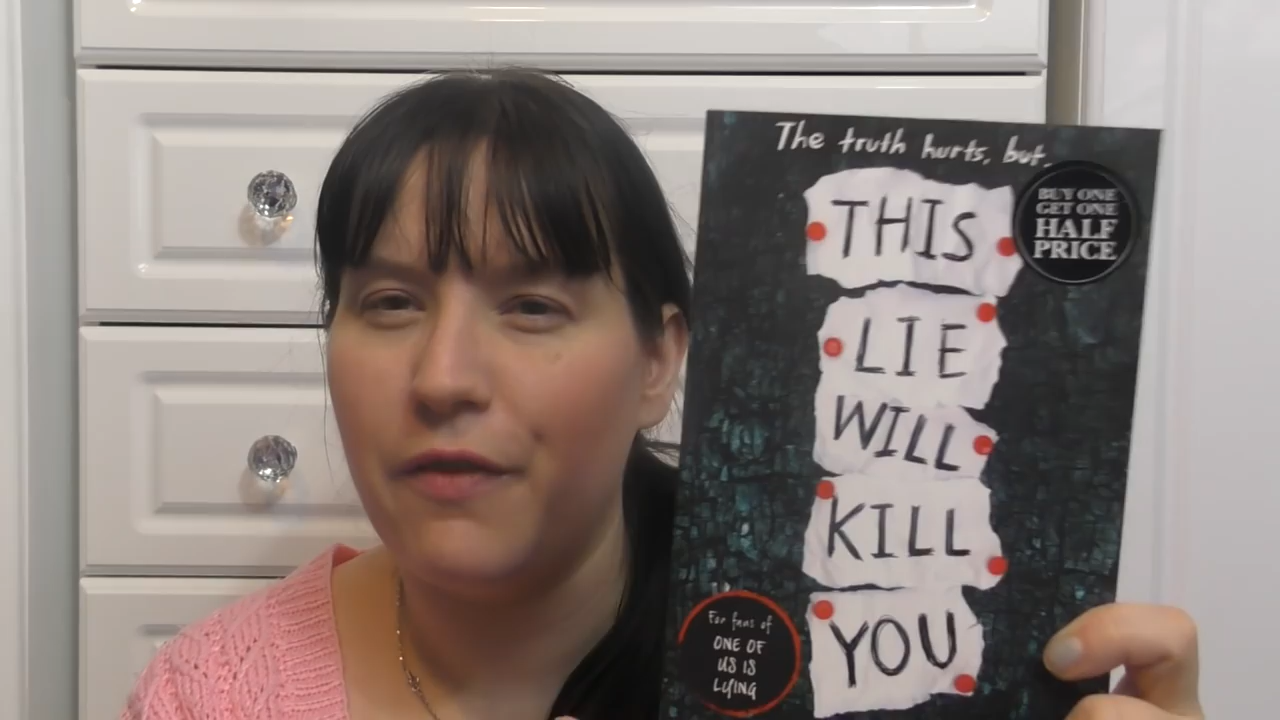 The truth hurts, but.
THIS
LIE
WILL
KILL
YOU
BUY ONE
GET ONE
HALF
PRICE
For fans of
ONE OF
US IS
LYING